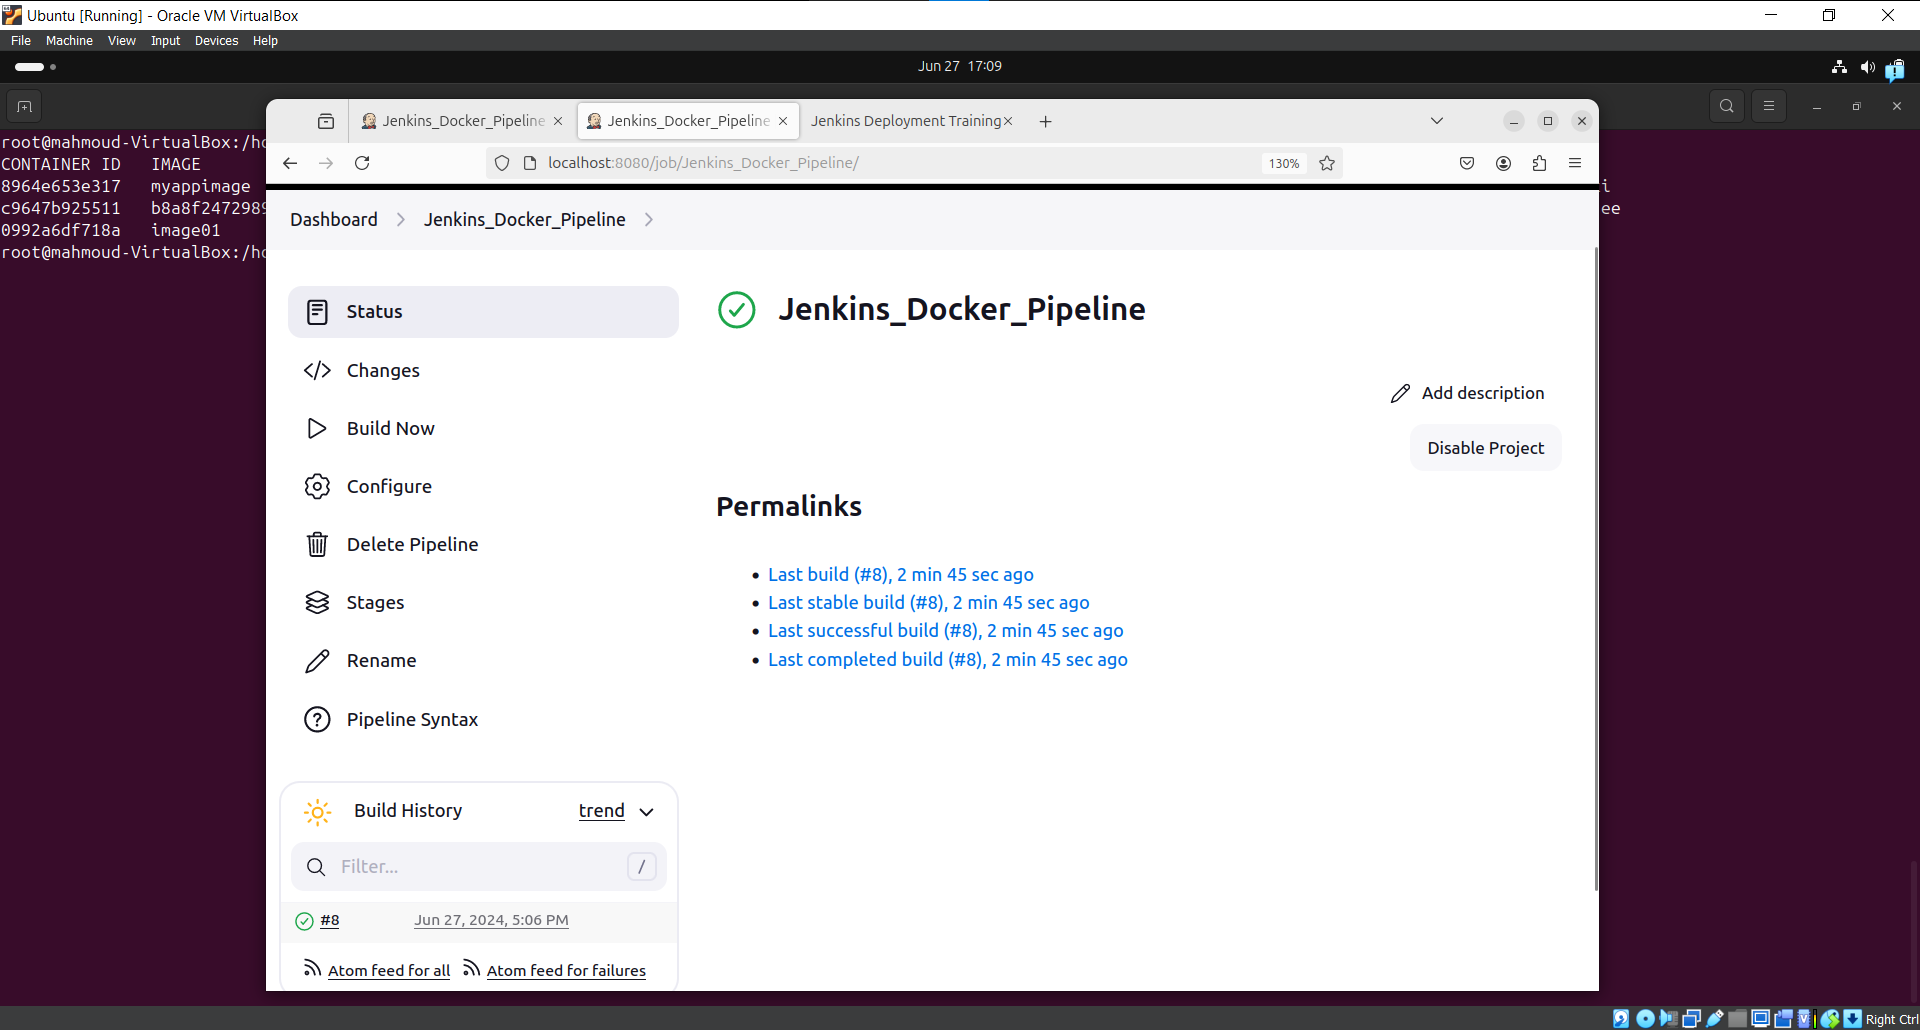 Ubuntu [Running] - Oracle VM VirtualBox
File Machine View Input Devices Help
Jun 27 17:09
Jenkins_Docker_Pipeline
Jenkins_Docker_Pipeline
Jenkins Deployment Training
localhost:8080/job/Jenkins_Docker_Pipeline/
130%
root@mahmoud-VirtualBox:/ho
CONTAINER ID IMAGE
8964e653e317 myappimage
i
c9647b925511 b8a8f2472989
ee
0992a6df718a image01
root@mahmoud-VirtualBox:/ho
Dashboard
Jenkins_Docker_Pipeline
Status
Changes
Build Now
Configure
Delete Pipeline
Stages
Rename
Pipeline Syntax
Jenkins_Docker_Pipeline
Add description
Disable Project
Permalinks
Last build (#8), 2 min 45 sec ago
Last stable build (#8), 2 min 45 sec ago
Last successful build (#8), 2 min 45 sec ago
Last completed build (#8), 2 min 45 sec ago
Build History
trend
Filter...
/
#8
Jun 27, 2024, 5:06 PM
Atom feed for all
Atom feed for failures
Right Ctrl